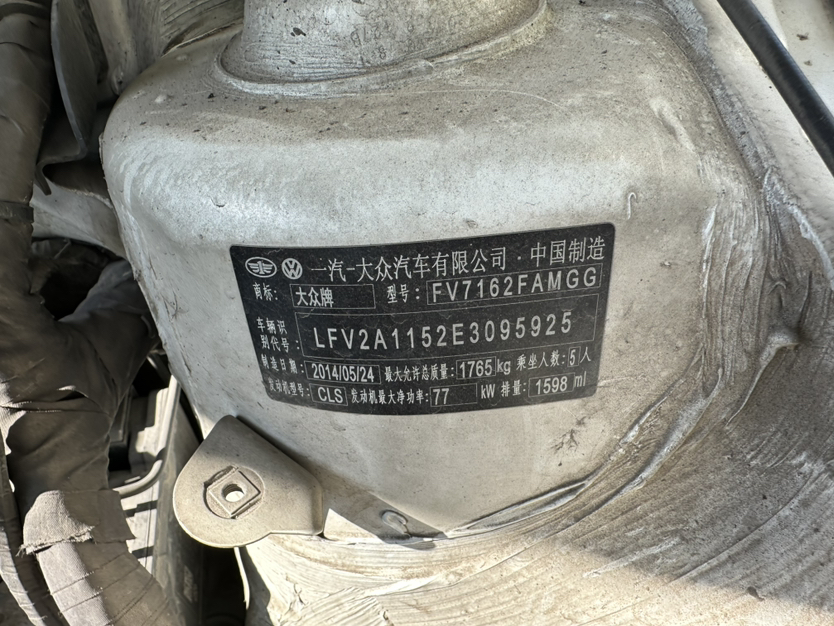 一汽-大众汽车有限公司·中国制造
商标: 大众牌 型号: FV7162FAMGG
车辆识别代号: LFV2A1152E3095925
制造日期: 2014/05/24 最大允许总质量: 1765 kg 乘坐人数: 5 人
发动机型号: CLS 发动机最大净功率: 77 kW 排量: 1598 ml